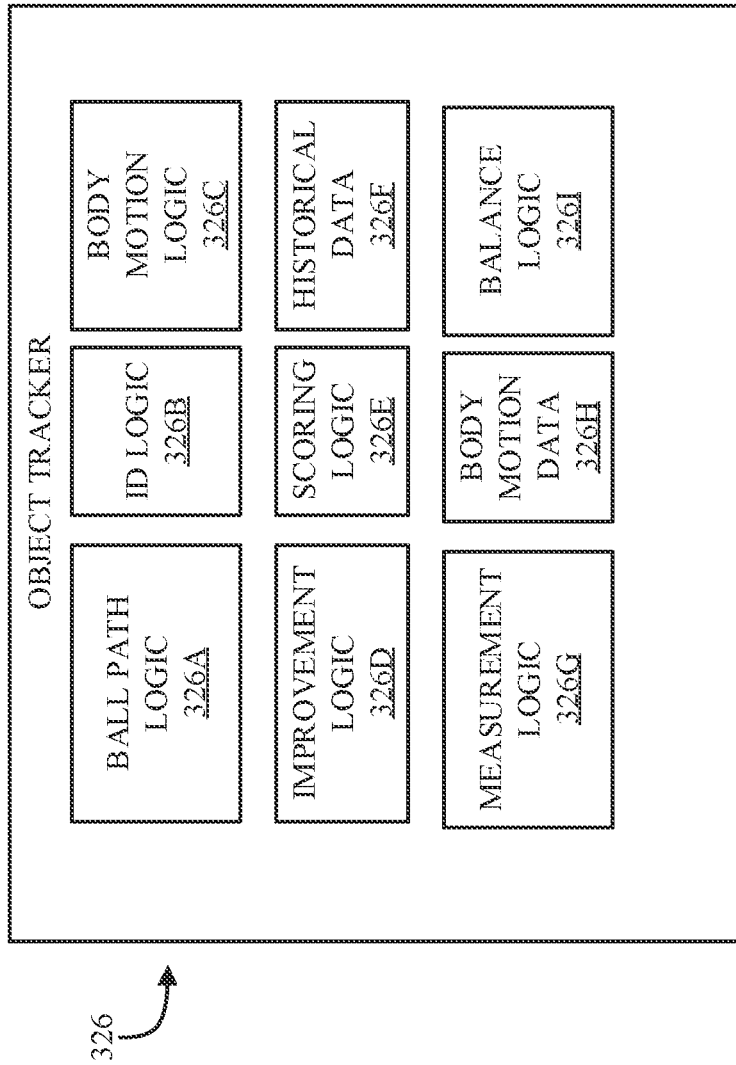 326
OBJECT TRACKER
BALL PATH
LOGIC
326A
ID LOGIC
326B
BODY
MOTION
LOGIC
326C
IMPROVEMENT
LOGIC
326D
SCORING
LOGIC
326E
HISTORICAL
DATA
326F
MEASUREMENT
LOGIC
326G
BODY
MOTION
DATA
326H
BALANCE
LOGIC
326I